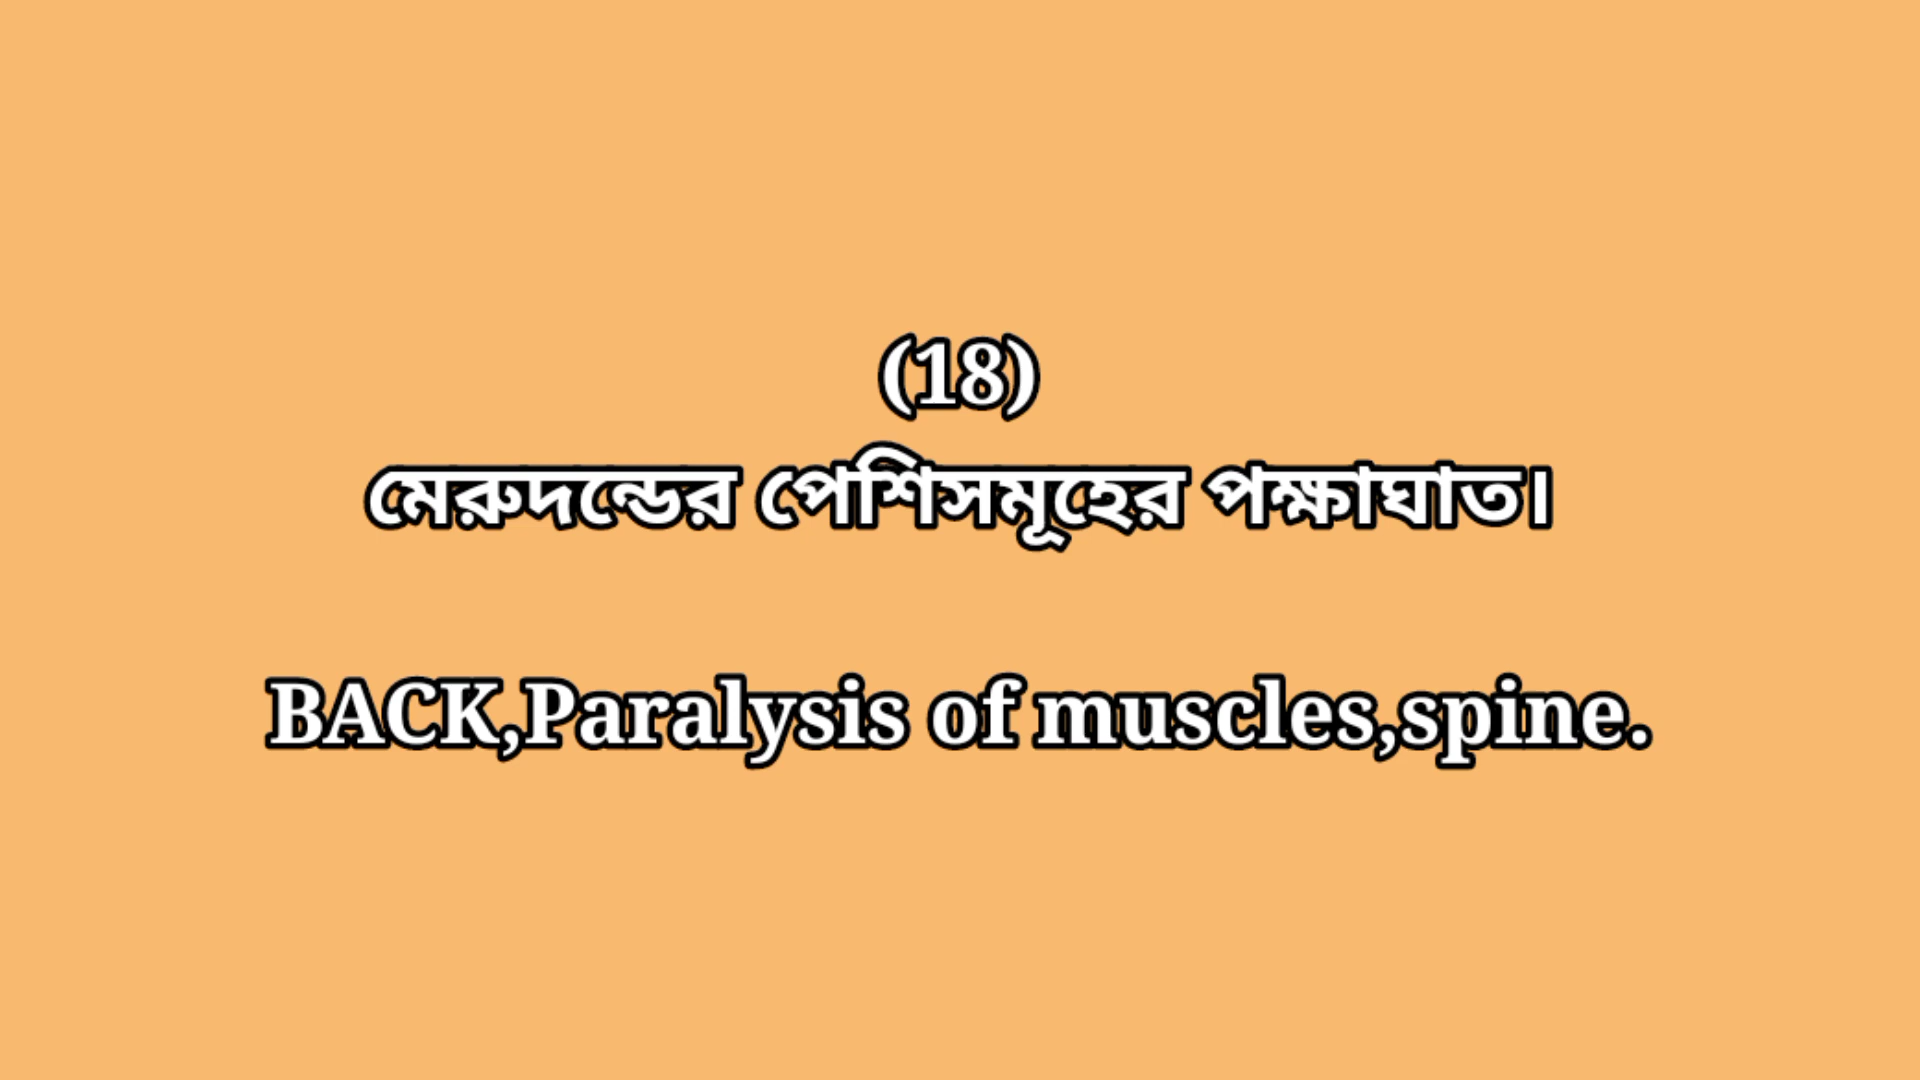 (18)
মেরুদন্ডের পেশিসমূহের পক্ষাঘাত।
BACK,Paralysis of muscles,spine.